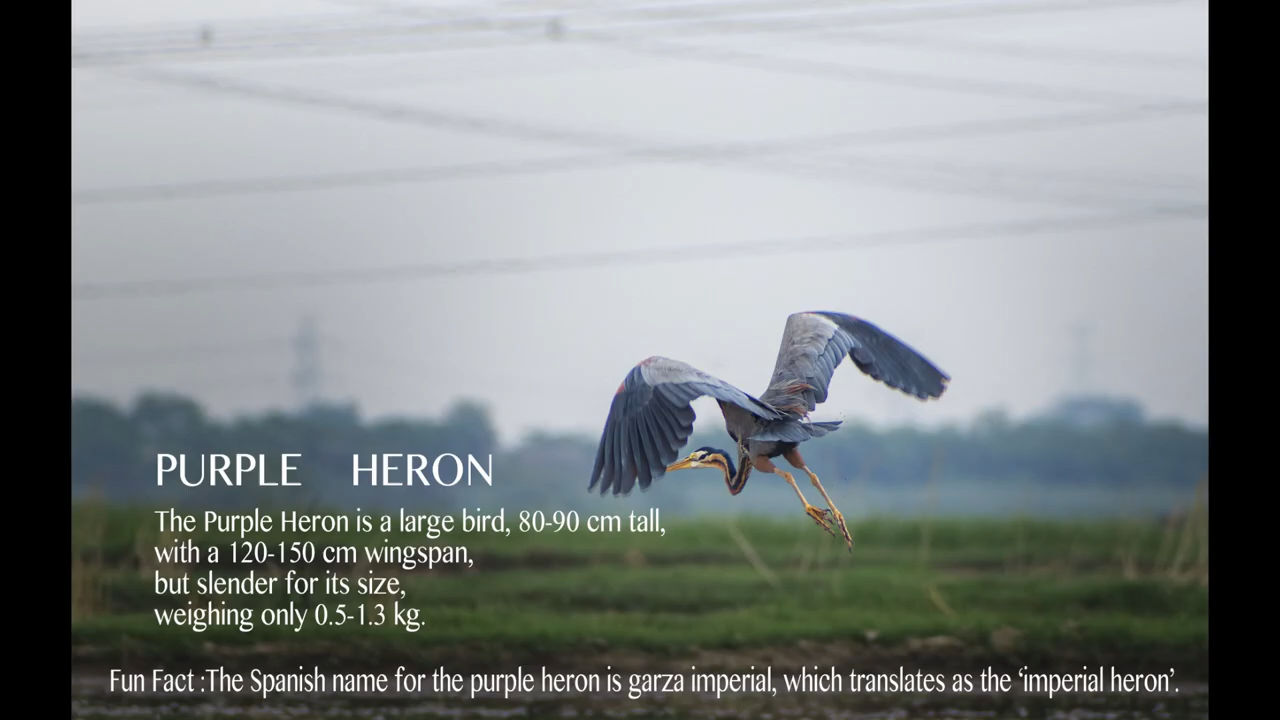 PURPLE HERON
The Purple Heron is a large bird, 80-90 cm tall,
with a 120-150 cm wingspan,
but slender for its size,
weighing only 0.5-1.3 kg.
Fun Fact :The Spanish name for the purple heron is garza imperial, which translates as the ‘imperial heron’.